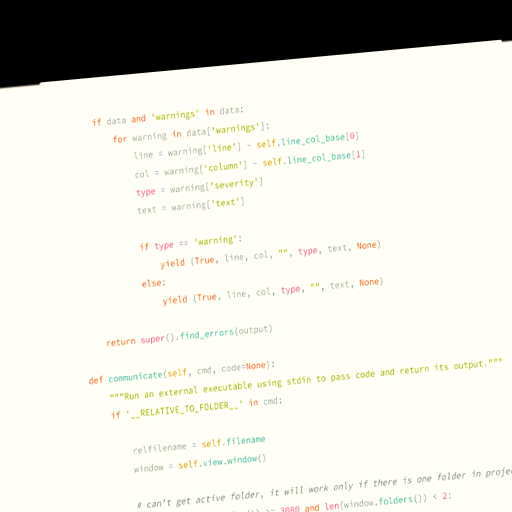 if data and 'warnings' in data:
for warning in data['warnings']:
line = warning['line'] - self.line_col_base[0]
col = warning['column'] - self.line_col_base[1]
type = warning['severity']
text = warning['text']
if type == 'warning':
yield (True, line, col, "", type, text, None)
else:
yield (True, line, col, type, "", text, None)
return super().find_errors(output)
def communicate(self, cmd, code=None):
"""Run an external executable using stdin to pass code and return its output."""
if '__RELATIVE_TO_FOLDER__' in cmd:
relfilename = self.filename
window = self.view.window()
# can't get active folder, it will work only if there is one folder in
>= 3080 and len(window.folders()) < 2: